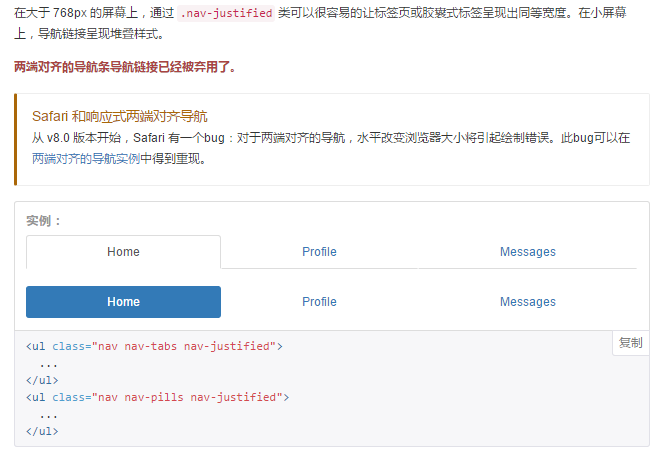 在大于 768px 的屏幕上，通过 .nav-justified 类可以很容易的让标签页或胶囊式标签呈现出同等宽度。在小屏幕
上，导航链接呈现堆叠样式。
两端对齐的导航条导航链接已经被弃用了。
Safari 和响应式两端对齐导航
从 v8.0 版本开始，Safari 有一个bug：对于两端对齐的导航，水平改变浏览器大小将引起绘制错误。此bug可以在
两端对齐的导航实例中得到重现。
实例：
Home Profile Messages
Home Profile Messages
复制
<ul class="nav nav-tabs nav-justified">
...
</ul>
<ul class="nav nav-pills nav-justified">
...
</ul>